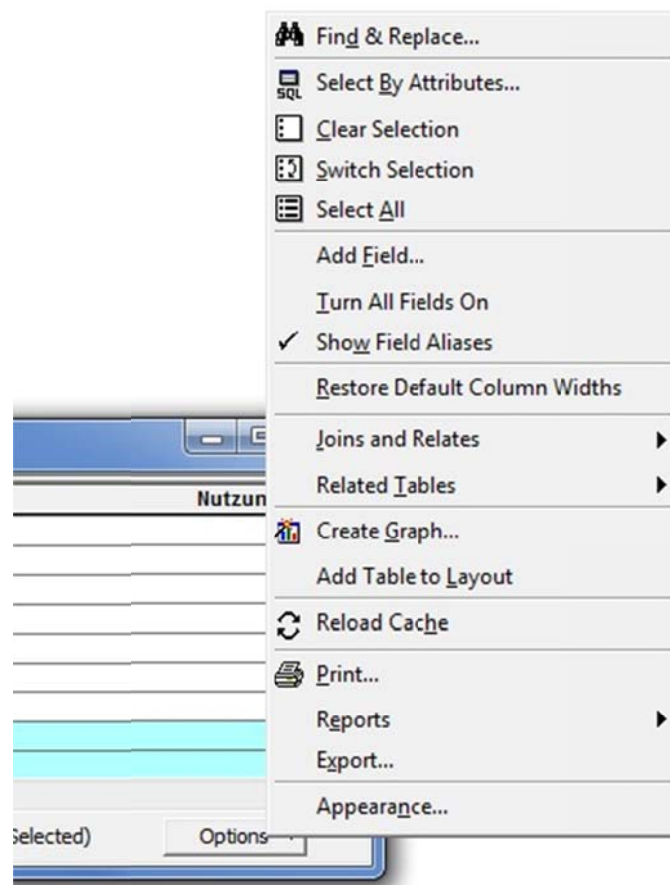 Find & Replace...
SQL
Select By Attributes...
Clear Selection
Switch Selection
Select All
Add Field...
Turn All Fields On
Show Field Aliases
Restore Default Column Widths
Joins and Relates
Related Tables
Create Graph...
Add Table to Layout
Reload Cache
Print...
Reports
Export...
Appearance...
Nutzun
Selected)
Options